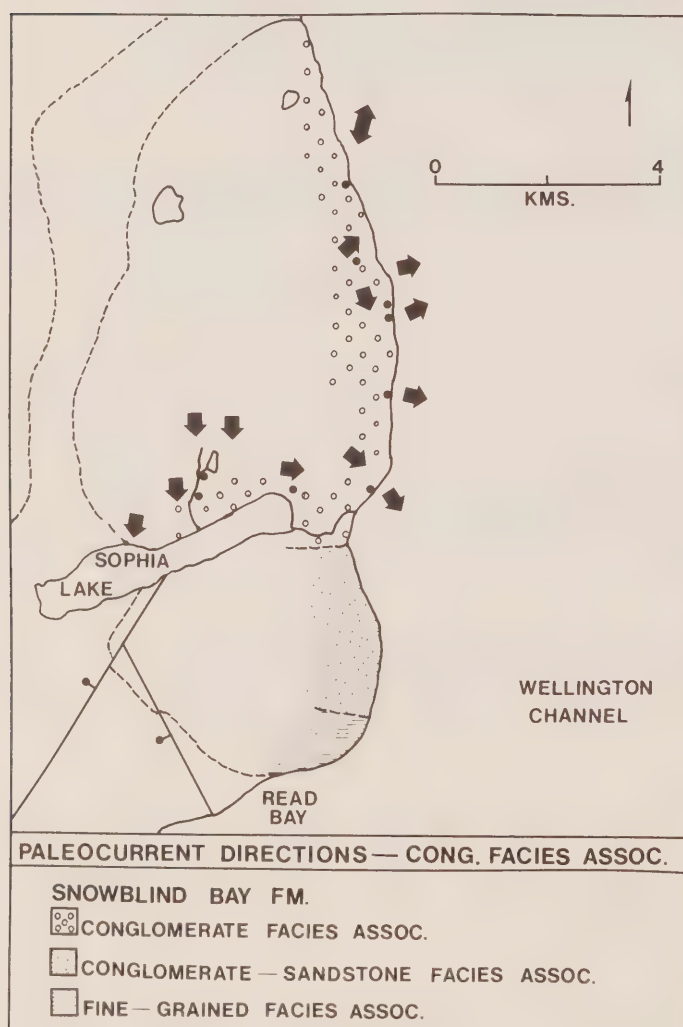 0 4
KMS.
SOPHIA
LAKE
WELLINGTON
CHANNEL
READ
BAY
PALEOCURRENT DIRECTIONS — CONG. FACIES ASSOC.
SNOWBLIND BAY FM.
CONGLOMERATE FACIES ASSOC.
CONGLOMERATE — SANDSTONE FACIES ASSOC.
FINE — GRAINED FACIES ASSOC.